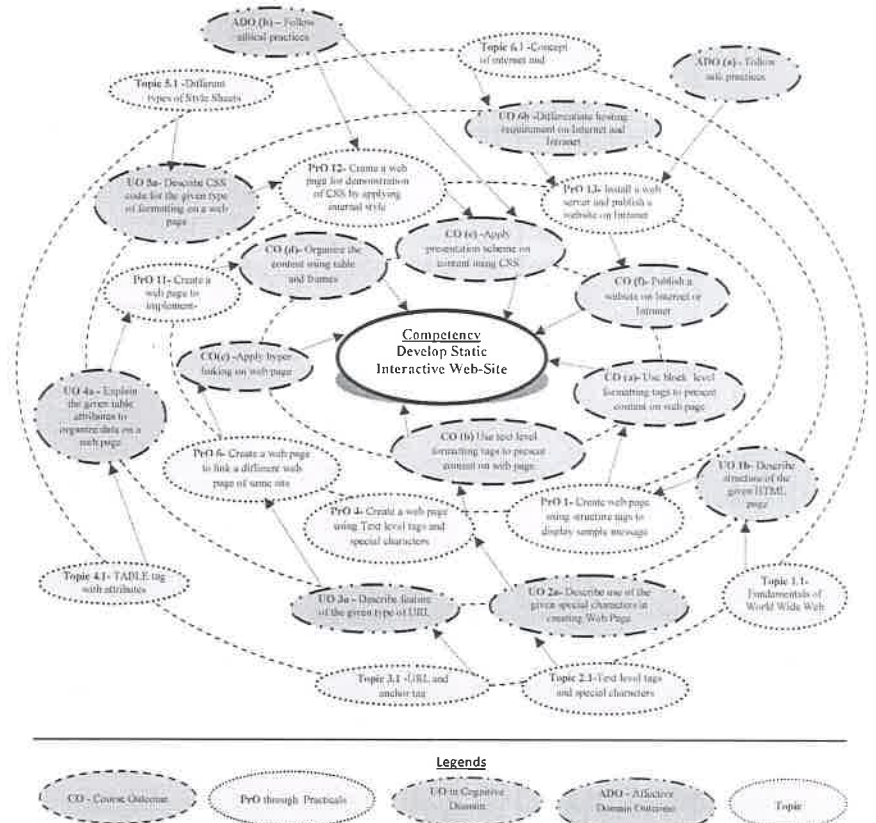 ADO (b) – Follow
ethical practices
Topic 6.1 -Concept
of internet and
ADO (a) – Follow
safe practices
Topic 5.1 -Different
types of Style Sheets
UO 6b -Differentiate hosting
requirement on Internet and
Intranet
UO 5a- Describe CSS
code for the given type
of formatting on a web
page
PrO 12- Create a web
page for demonstration
of CSS by applying
internal style
PrO 13- Install a web
server and publish a
website on Intranet
CO (d)- Organize the
content using table
and frames
CO (e)- Apply
presentation scheme on
content using CSS
PrO 11- Create a
web page to
implement-
CO (f)- Publish a
website on Internet or
Intranet
Competency
Develop Static
Interactive Web-Site
CO(c) -Apply hyper
linking on web page
CO (a)- Use block level
formatting tags to present
content on web page
UO 4a - Explain
the given table
attributes to
organize data on a
web page
CO (b) Use text level
formatting tags to present
content on web page.
PrO 6- Create a web page
to link a different web
page of same site
UO 1b- Describe
structure of the
given HTML
page
PrO 4- Create a web page
using Text level tags and
special characters
PrO 1- Create web page
using structure tags to
display sample message
Topic 4.1- TABLE tag
with attributes
UO 3a - Describe feature
of the given type of URL
UO 2a- Describe use of the
given special characters in
creating Web Page
Topic 1.1-
Fundamentals of
World Wide Web
Topic 3.1 -URL and
anchor tag
Topic 2.1-Text level tags
and special characters
Legends
CO - Course Outcome
PrO through Practicals
UO in Cognitive
Domain
ADO - Affective
Domain Outcome
Topic